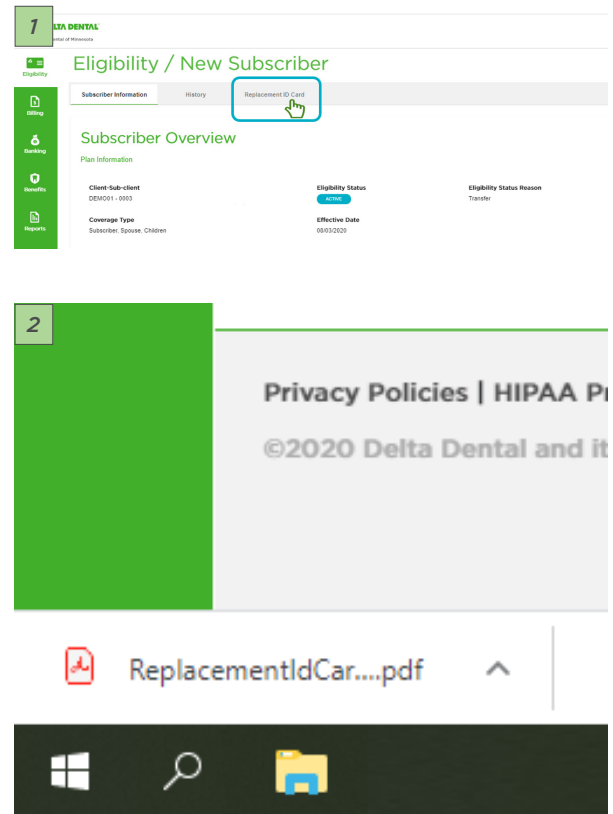 1
LTA DENTAL
ental of Minnesota
Eligibility / New Subscriber
Eligibility
Subscriber Information History Replacement ID Card
Billing
Subscriber Overview
Banking
Plan Information
Benefits
Client-Sub-client Eligibility Status Eligibility Status Reason
DEMO01 - 0003 ACTIVE Transfer
Reports
Coverage Type Effective Date
Subscriber, Spouse, Children 08/03/2020
2
Privacy Policies | HIPAA Pr
©2020 Delta Dental and it
ReplacementIdCar....pdf